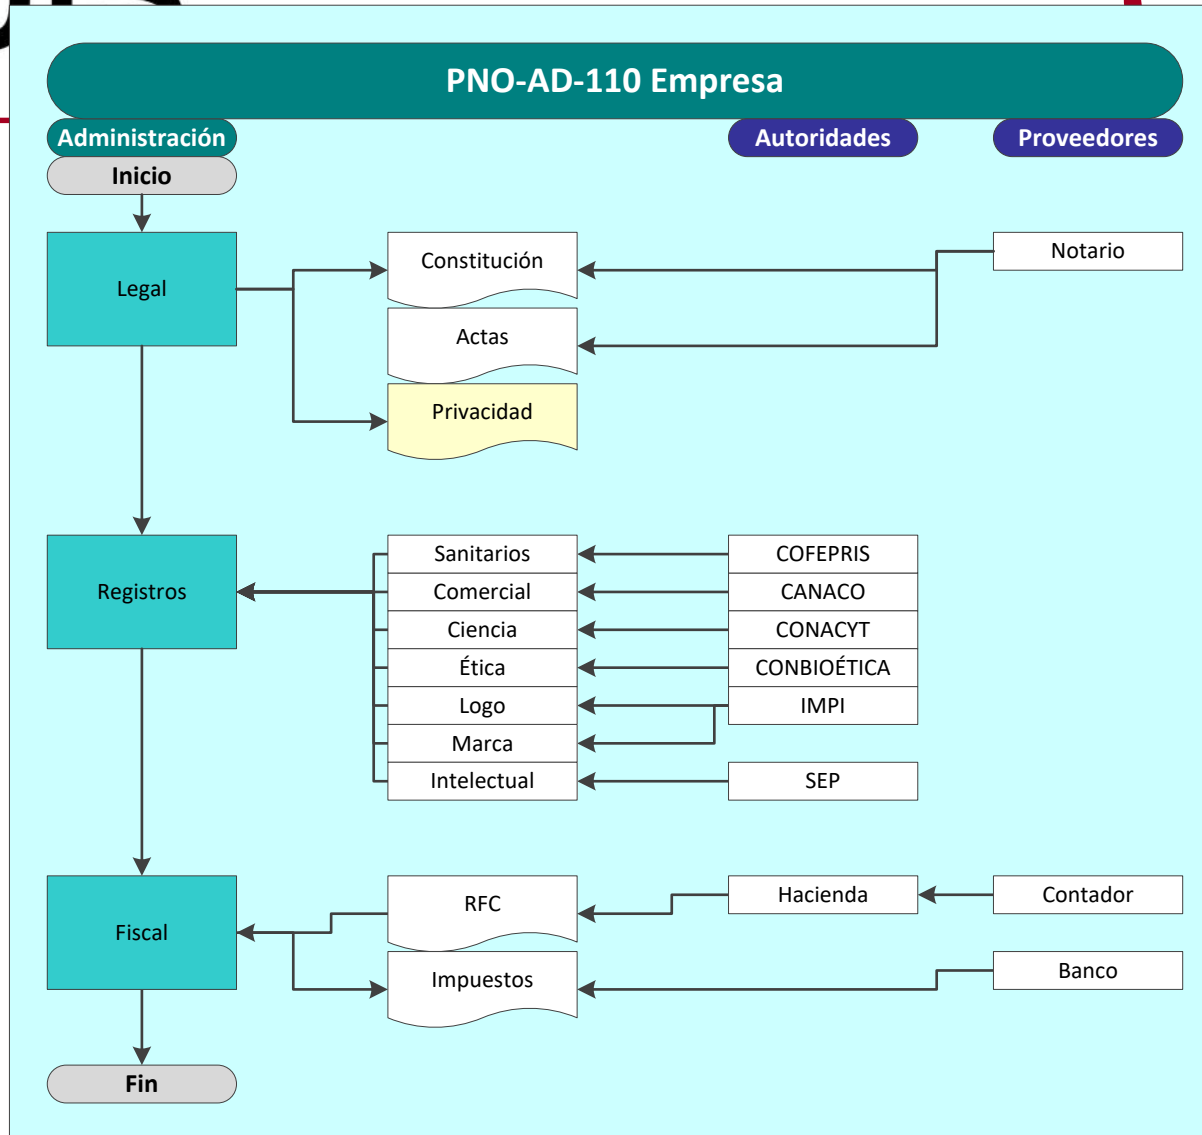 PNO-AD-110 Empresa
Administración
Autoridades
Proveedores
Inicio
Legal
Constitución
Notario
Actas
Privacidad
Registros
Sanitarios
COFEPRIS
Comercial
CANACO
Ciencia
CONACYT
Ética
CONBIOÉTICA
Logo
IMPI
Marca
Intelectual
SEP
Fiscal
RFC
Hacienda
Contador
Impuestos
Banco
Fin